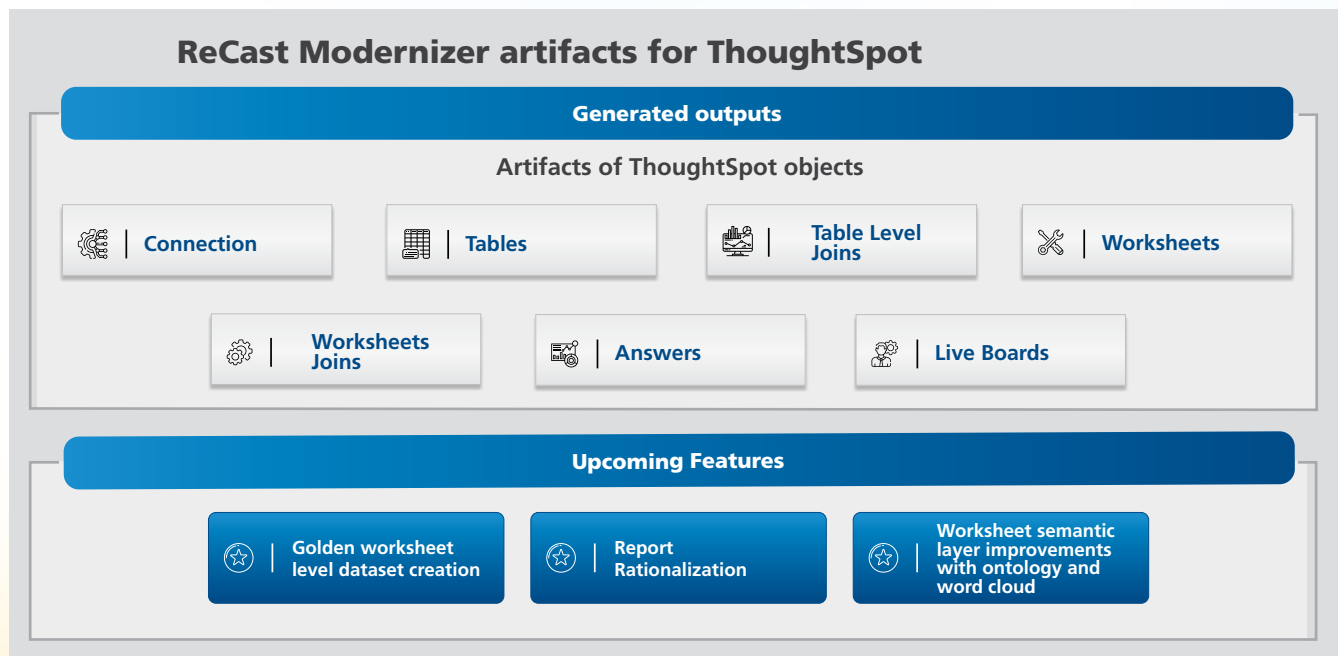 ReCast Modernizer artifacts for ThoughtSpot
Generated outputs
Artifacts of ThoughtSpot objects
Connection
Tables
Table Level
Joins
Worksheets
Worksheets
Joins
Answers
Live Boards
Upcoming Features
Golden worksheet
level dataset creation
Report
Rationalization
Worksheet semantic
layer improvements
with ontology and
word cloud